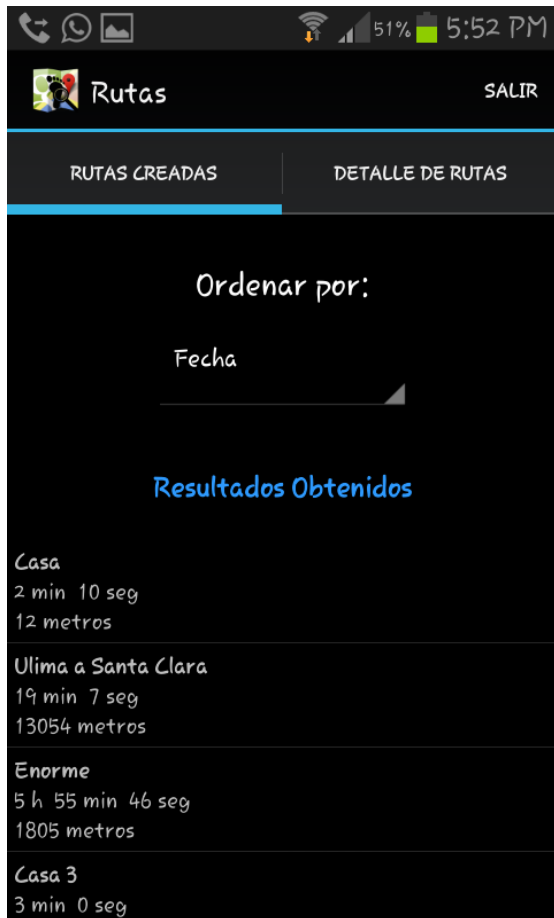 51% 5:52 PM
Rutas SALIR
RUTAS CREADAS DETALLE DE RUTAS
Ordenar por:
Fecha
Resultados Obtenidos
Casa
2 min 10 seg
12 metros
Ulima a Santa Clara
19 min 7 seg
13054 metros
Enorme
5 h 55 min 46 seg
1805 metros
Casa 3
3 min 0 seg